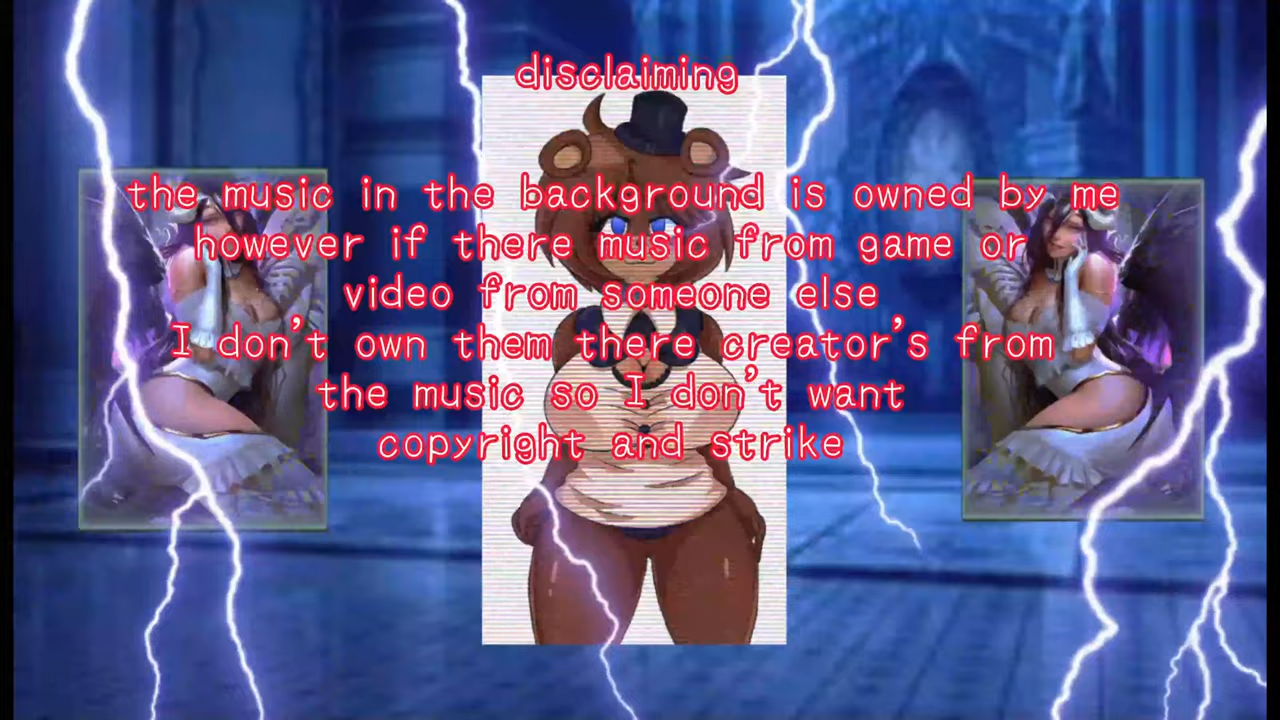 disclaiming
the music in the background is owned by me
however if there music from game or
video from someone else
I don't own them there creator's from
the music so I don't want
copyright and strike